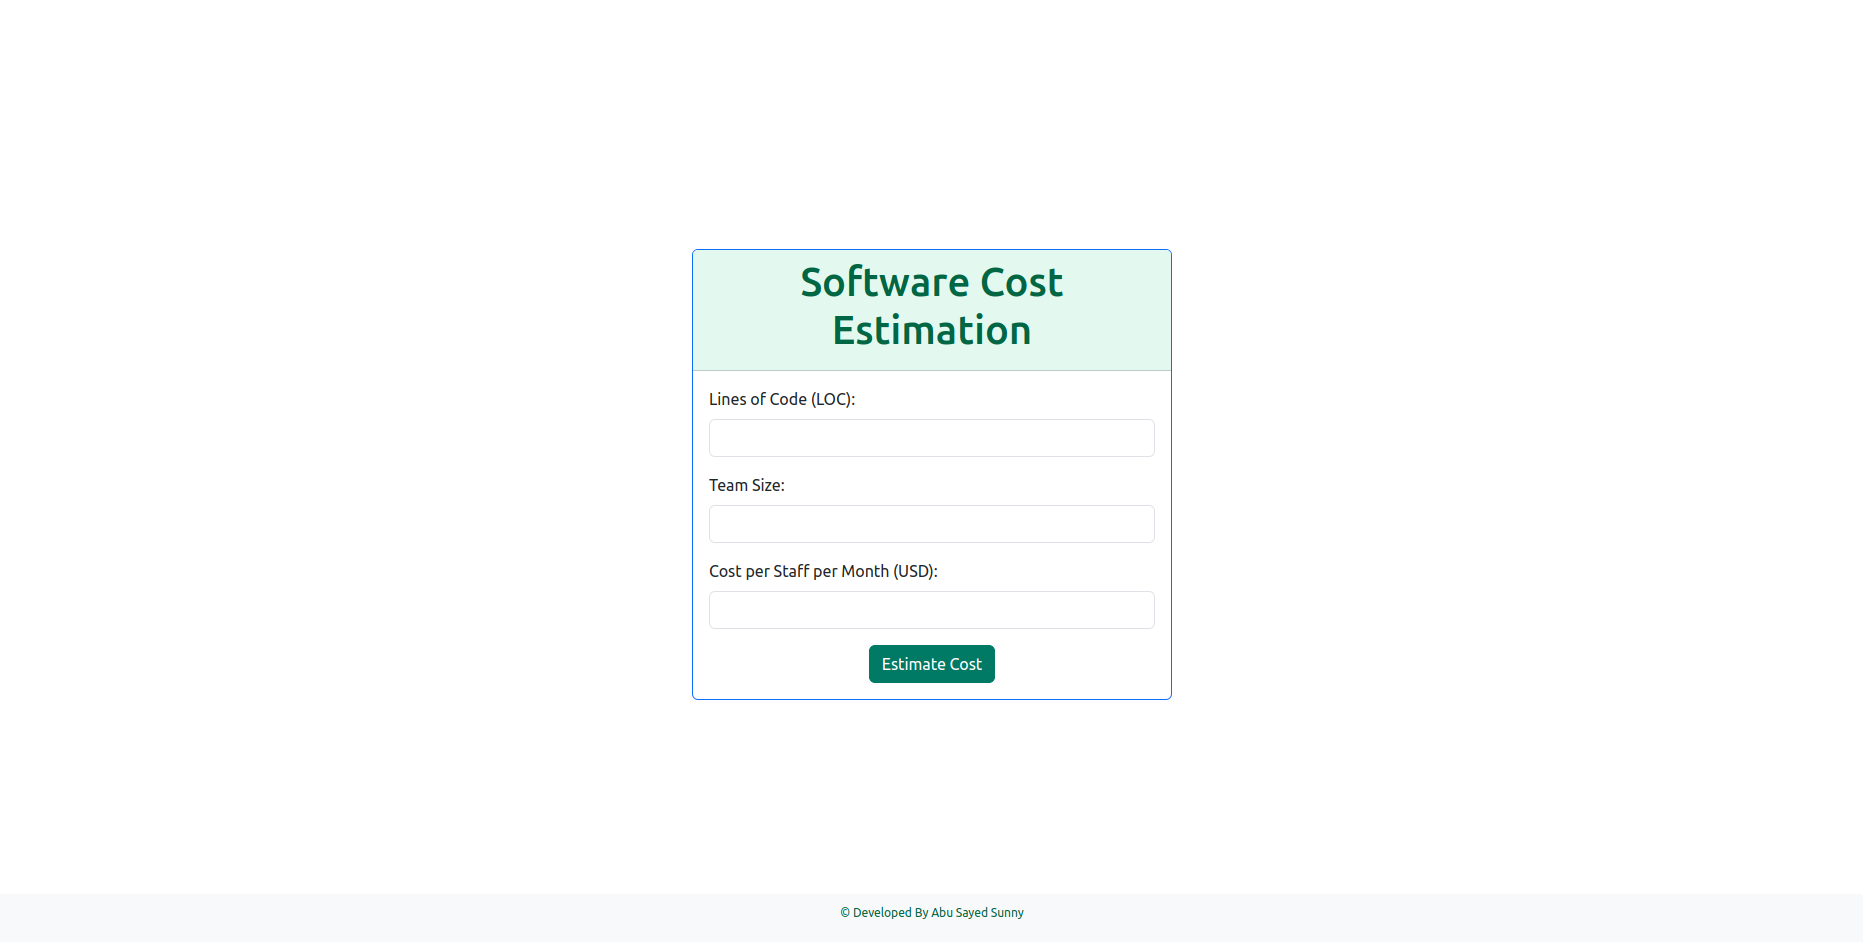 Software Cost
Estimation
Lines of Code (LOC):
Team Size:
Cost per Staff per Month (USD):
Estimate Cost
© Developed By Abu Sayed Sunny